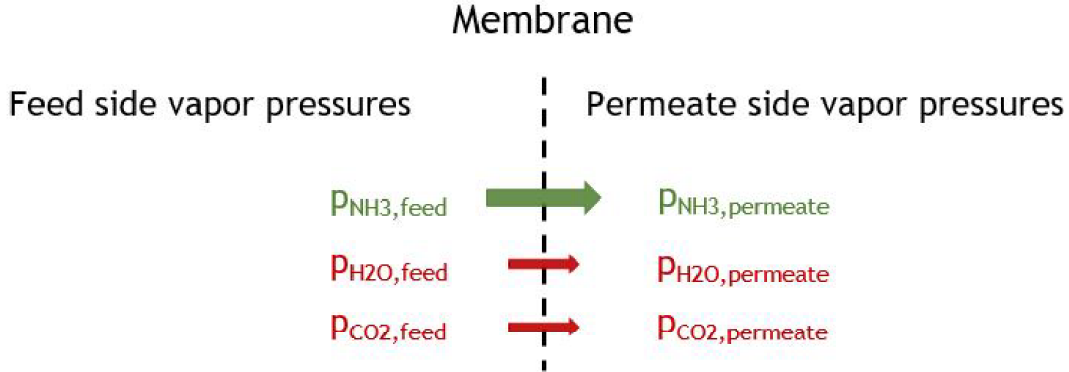 Membrane
Feed side vapor pressures
Permeate side vapor pressures
pNH3,feed
pNH3,permeate
pH2O,feed
pH2O,permeate
pCO2,feed
pCO2,permeate